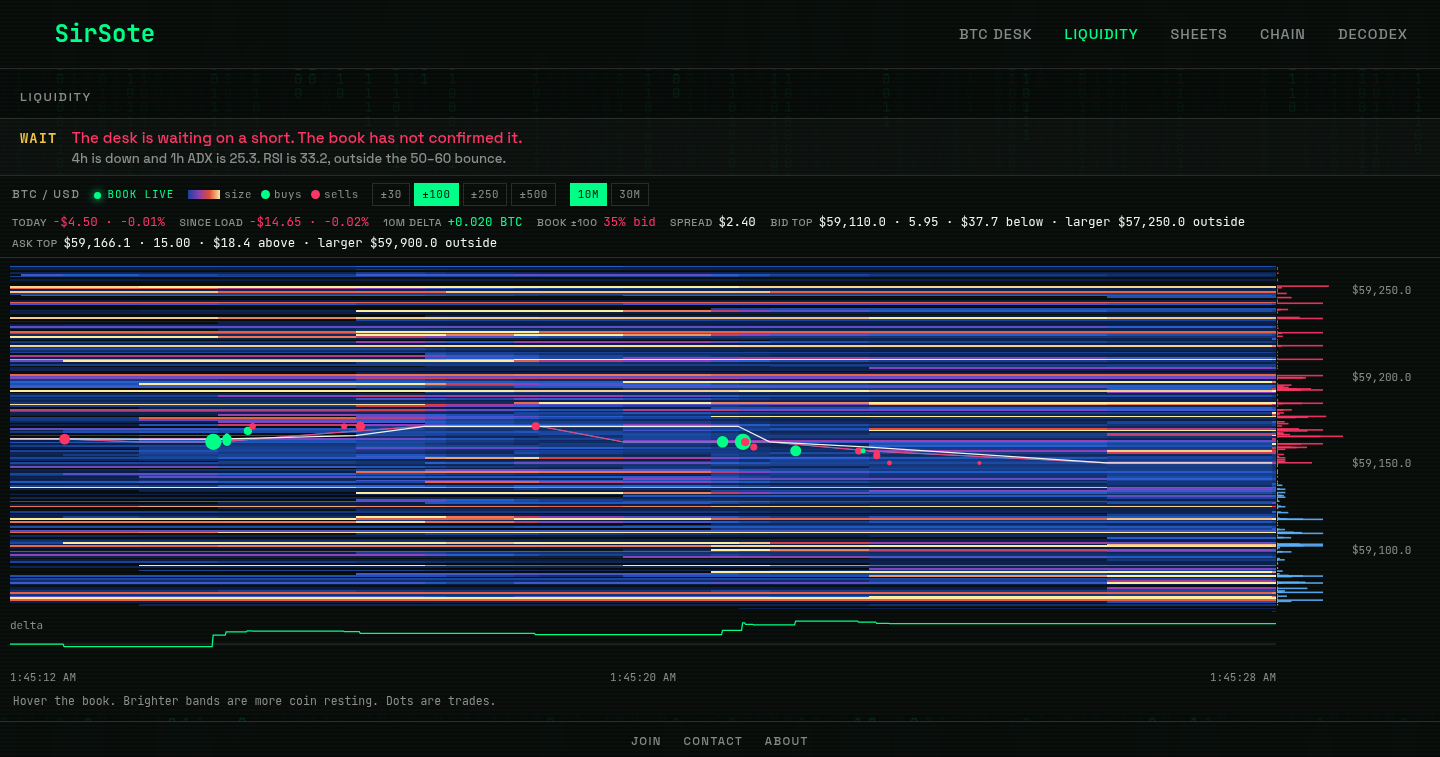 SirSote
BTC DESK LIQUIDITY SHEETS CHAIN DECODEX
LIQUIDITY
WAIT The desk is waiting on a short. The book has not confirmed it.
4h is down and 1h ADX is 25.3. RSI is 33.2, outside the 50–60 bounce.
BTC / USD BOOK LIVE size buys sells ±30 ±100 ±250 ±500 10M 30M
TODAY -$4.50 · -0.01% SINCE LOAD -$14.65 · -0.02% 10M DELTA +0.020 BTC BOOK ±100 35% bid SPREAD $2.40 BID TOP $59,110.0 · 5.95 · $37.7 below · larger $57,250.0 outside
ASK TOP $59,166.1 · 15.00 · $18.4 above · larger $59,900.0 outside
$59,250.0
$59,200.0
$59,150.0
$59,100.0
delta
1:45:12 AM 1:45:20 AM 1:45:28 AM
Hover the book. Brighter bands are more coin resting. Dots are trades.
JOIN CONTACT ABOUT